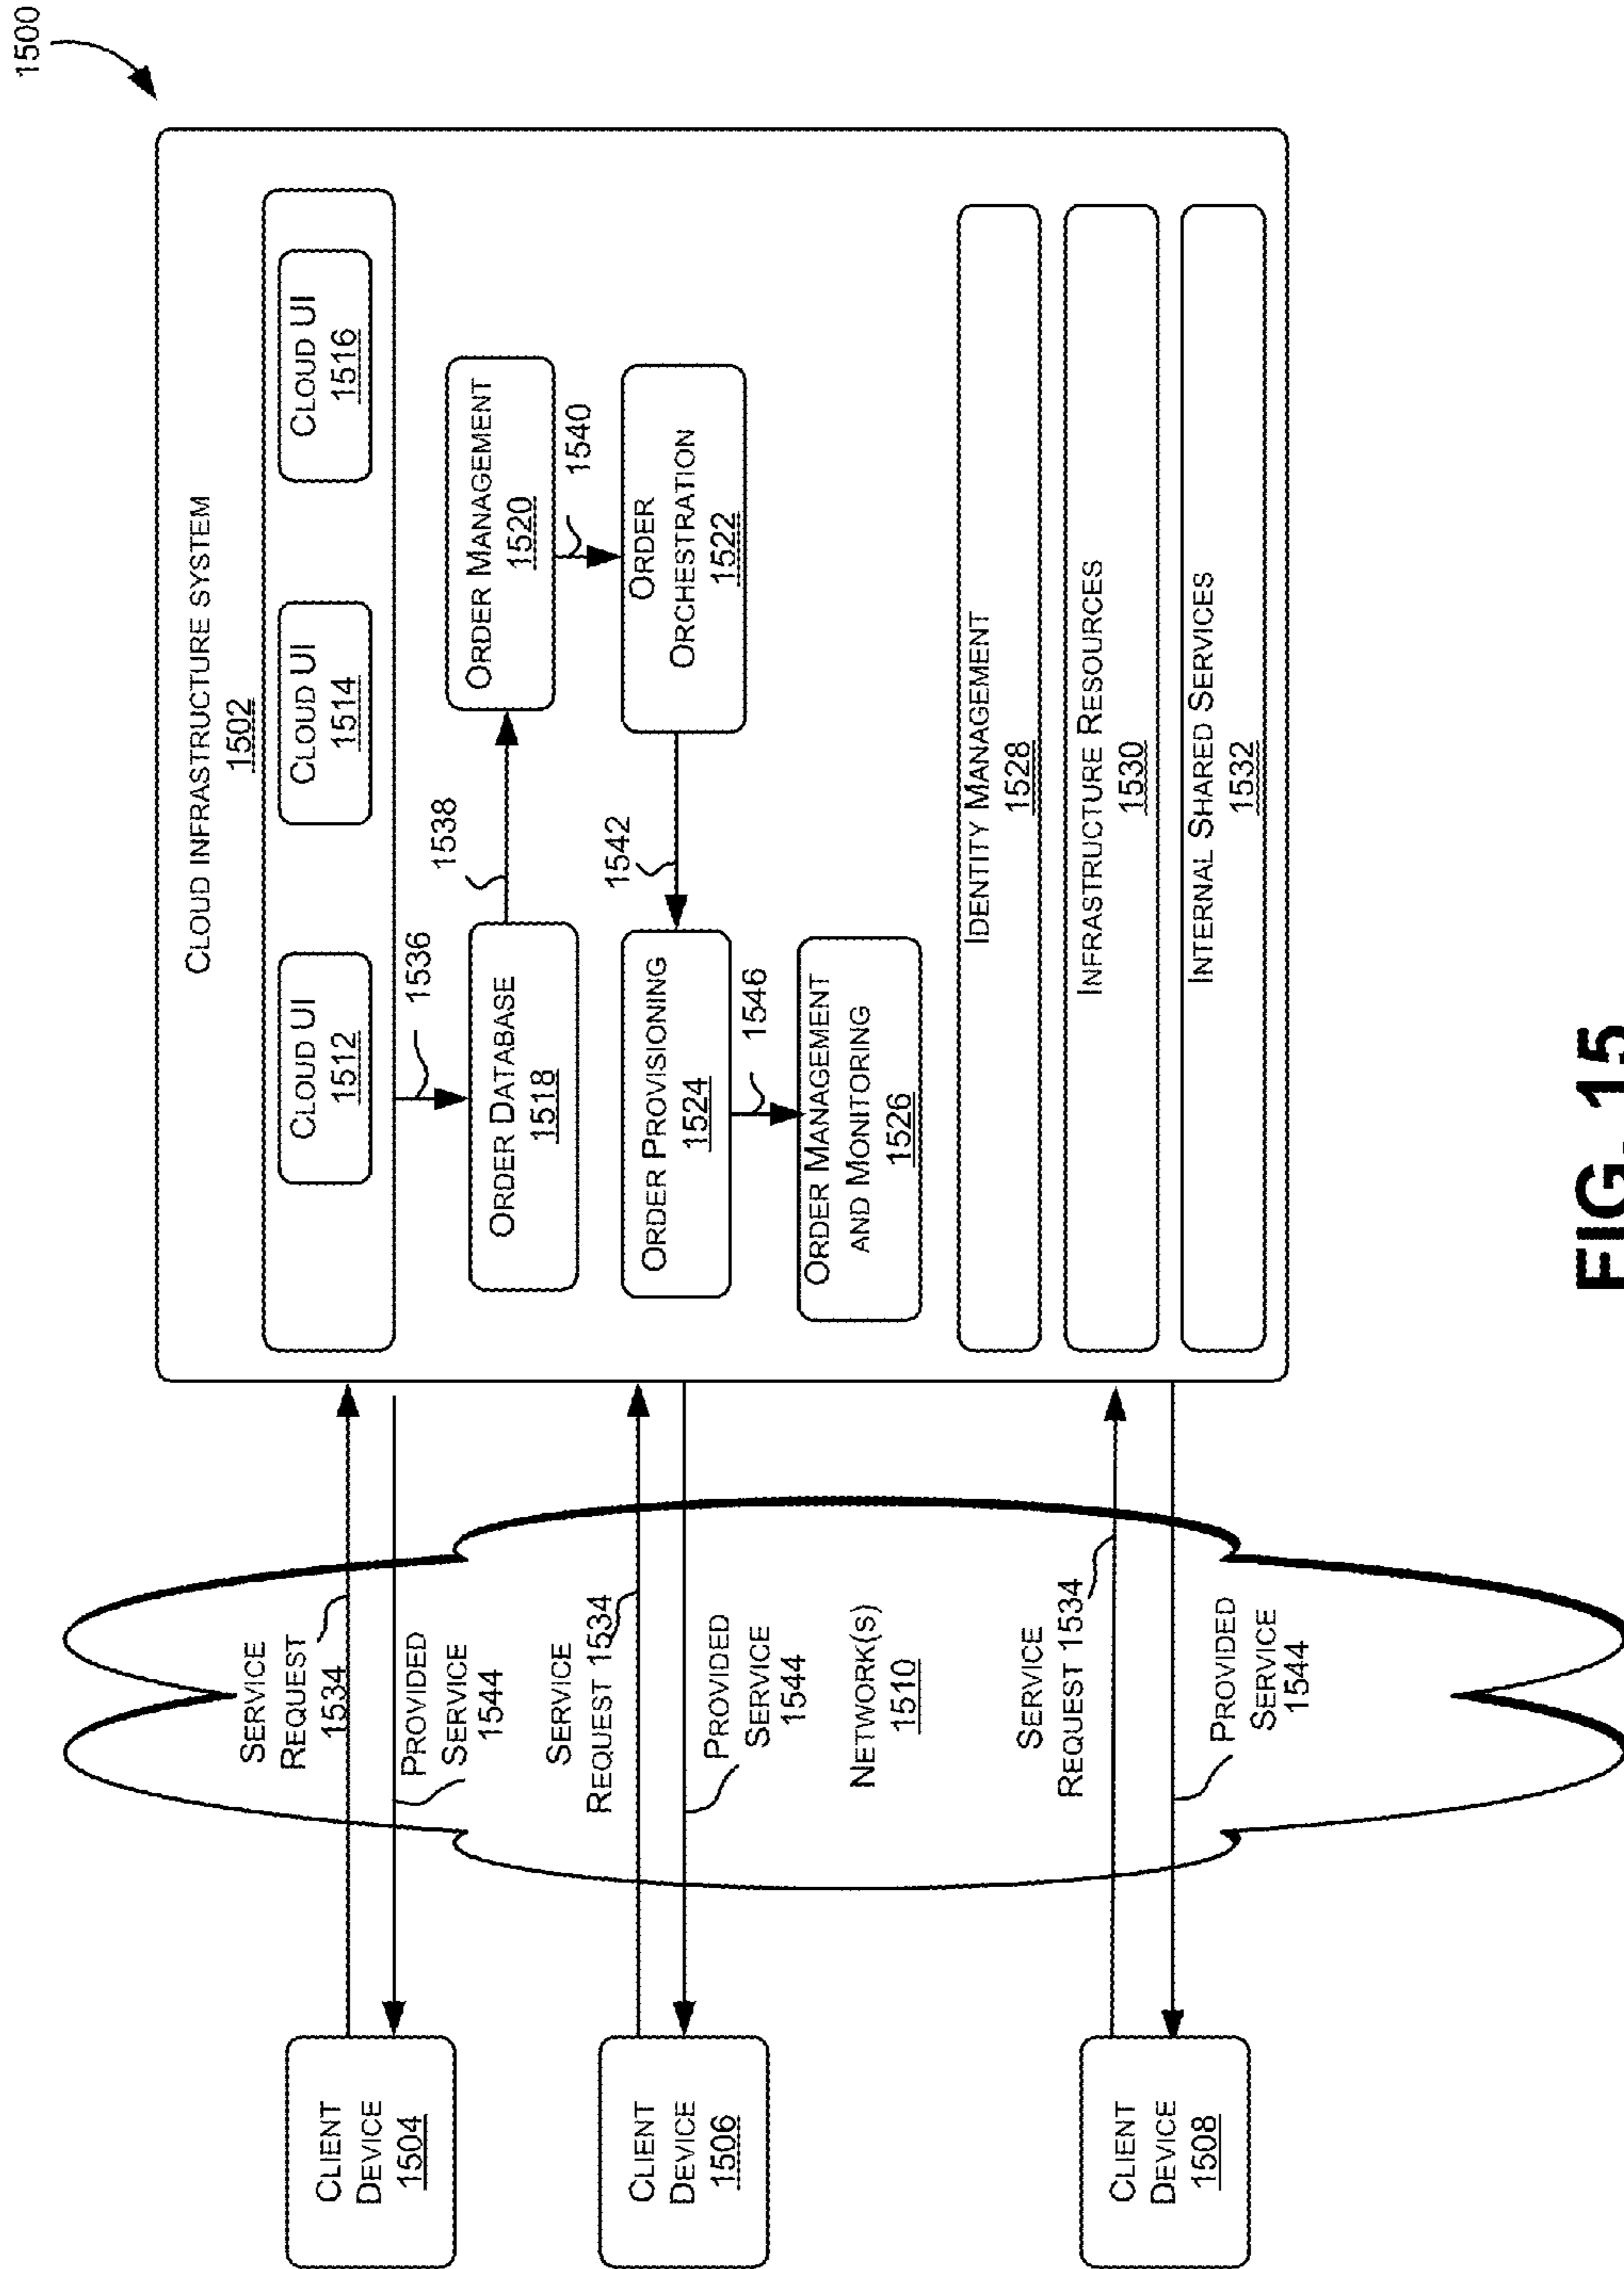 1500
CLOUD INFRASTRUCTURE SYSTEM
1502
CLOUD UI
1512
CLOUD UI
1514
CLOUD UI
1516
1536
ORDER DATABASE
1518
1538
ORDER MANAGEMENT
1520
1540
ORDER
ORCHESTRATION
1522
1542
ORDER PROVISIONING
1524
1546
ORDER MANAGEMENT
AND MONITORING
1526
IDENTITY MANAGEMENT
1528
INFRASTRUCTURE RESOURCES
1530
INTERNAL SHARED SERVICES
1532
CLIENT
DEVICE
1504
SERVICE
REQUEST
1534
PROVIDED
SERVICE
1544
CLIENT
DEVICE
1506
SERVICE
REQUEST 1534
PROVIDED
SERVICE
1544
NETWORK(S)
1510
CLIENT
DEVICE
1508
SERVICE
REQUEST 1534
PROVIDED
SERVICE
1544
FIG. 15